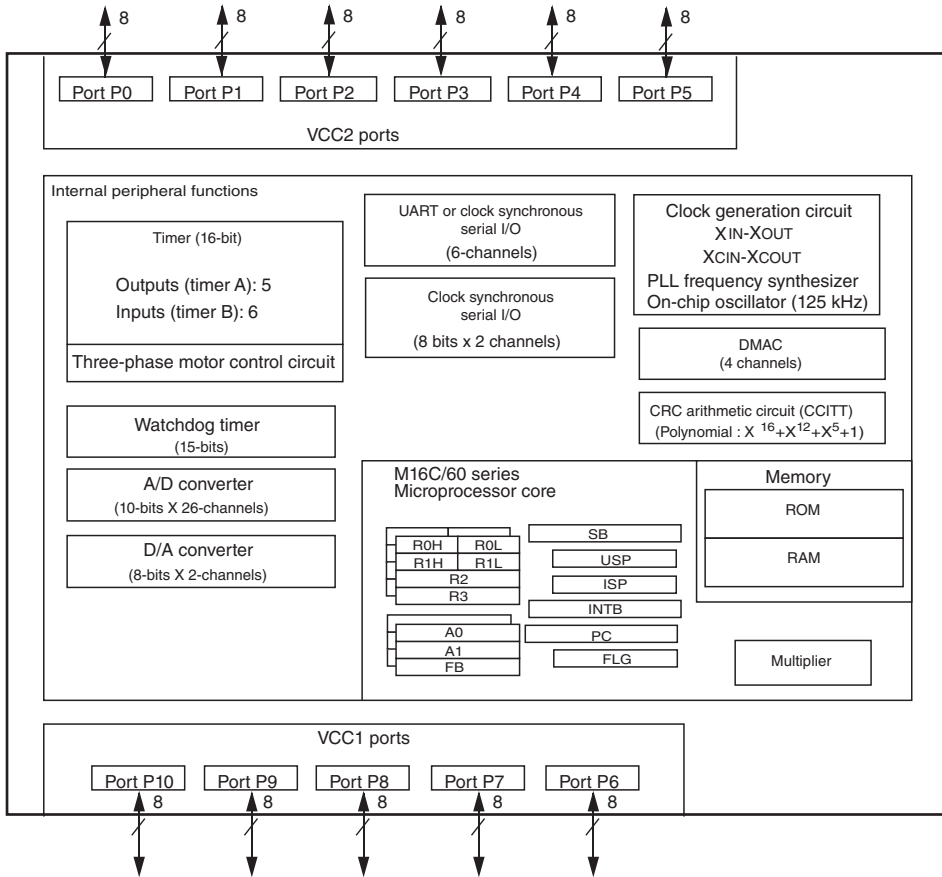 8 8 8 8 8 8
Port P0 Port P1 Port P2 Port P3 Port P4 Port P5
VCC2 ports
Internal peripheral functions
Timer (16-bit)
Outputs (timer A): 5
Inputs (timer B): 6
Three-phase motor control circuit
UART or clock synchronous
serial I/O
(6-channels)
Clock synchronous
serial I/O
(8 bits x 2 channels)
Clock generation circuit
XIN-XOUT
XCIN-XCOUT
PLL frequency synthesizer
On-chip oscillator (125 kHz)
DMAC
(4 channels)
CRC arithmetic circuit (CCITT)
(Polynomial : X 16+X12+X5+1)
Watchdog timer
(15-bits)
A/D converter
(10-bits X 26-channels)
D/A converter
(8-bits X 2-channels)
M16C/60 series
Microprocessor core
R0H R0L
R1H R1L
R2
R3
A0
A1
FB
SB
USP
ISP
INTB
PC
FLG
Memory
ROM
RAM
Multiplier
VCC1 ports
Port P10 Port P9 Port P8 Port P7 Port P6
8 8 8 8 8